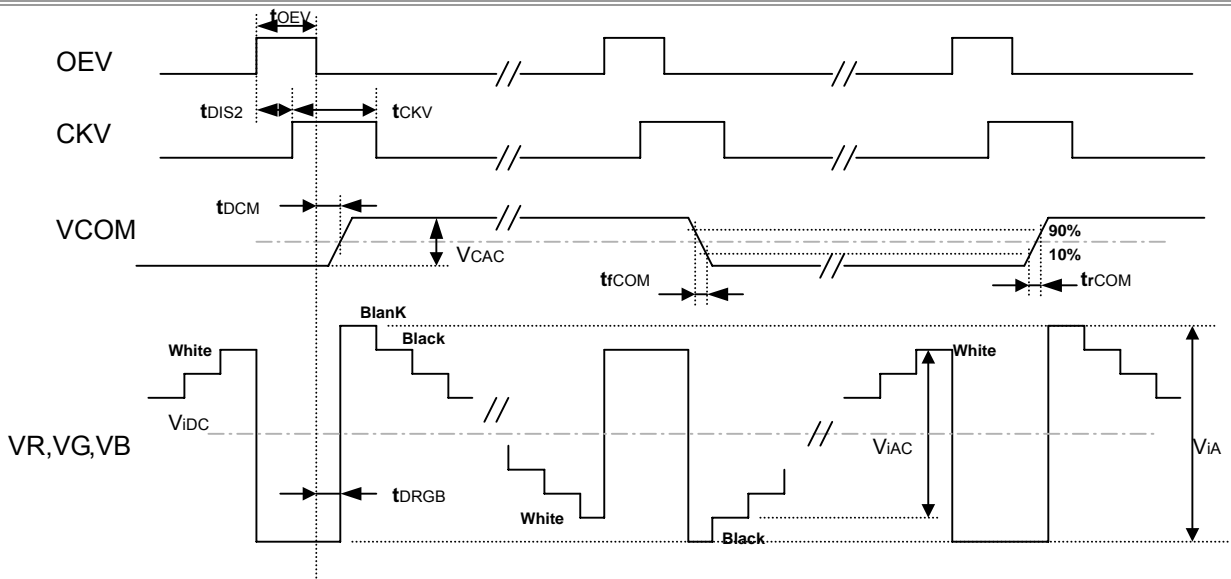 tOEV
OEV
tDIS2
tCKV
CKV
tDCM
VCOM
VCAC
90%
10%
tfCOM
trCOM
BlanK
Black
White
White
ViDC
VR,VG,VB
ViAC
ViA
tDRGB
White
Black